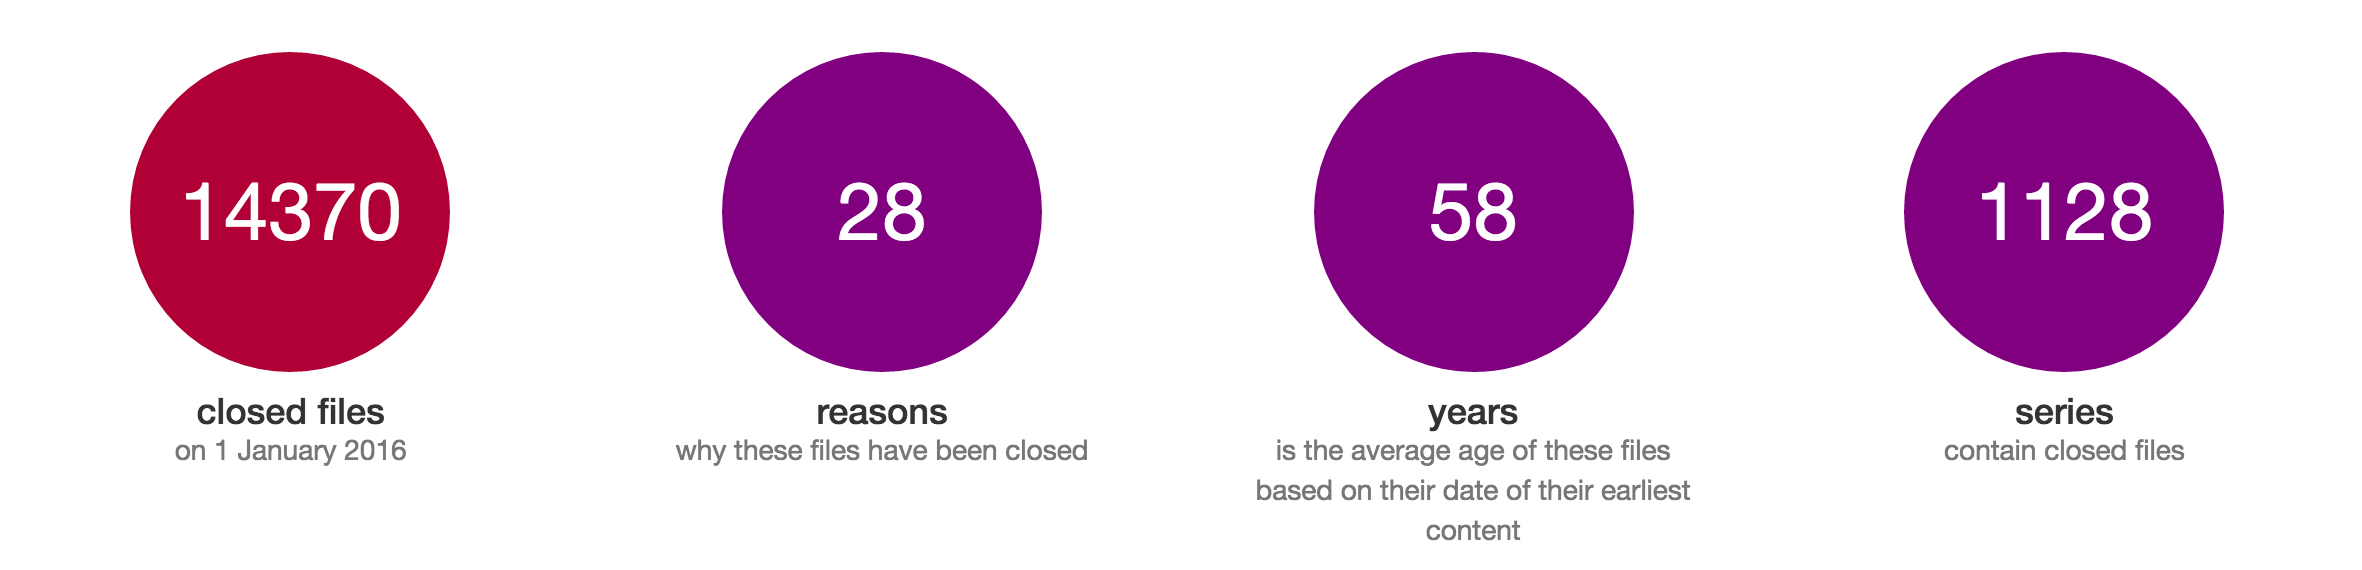 14370
closed files
on 1 January 2016
28
reasons
why these files have been closed
58
years
is the average age of these files
based on their date of their earliest
content
1128
series
contain closed files